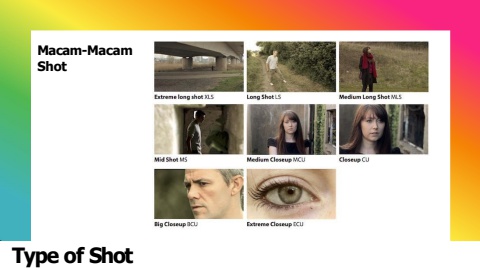 Macam-Macam
Shot
Extreme long shot XLS
Long Shot LS
Medium Long Shot MLS
Mid Shot MS
Medium Closeup MCU
Closeup CU
Big Closeup BCU
Extreme Closeup ECU
Type of Shot